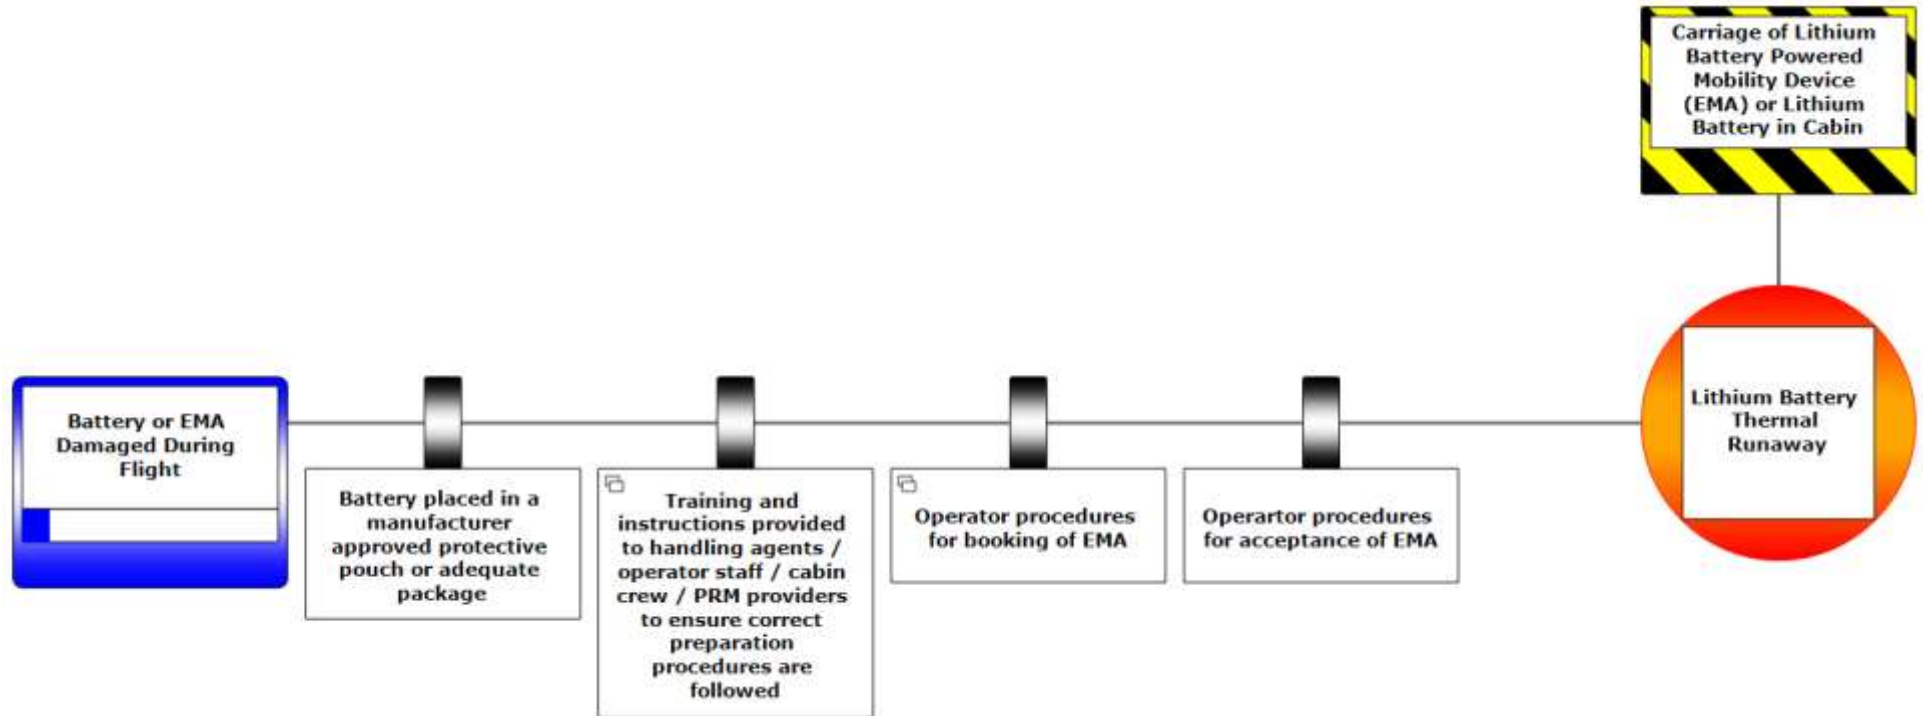 Carriage of Lithium
Battery Powered
Mobility Device
(EMA) or Lithium
Battery in Cabin
Battery or EMA
Damaged During
Flight
Battery placed in a
manufacturer
approved protective
pouch or adequate
package
Training and
instructions provided
to handling agents /
operator staff / cabin
crew / PRM providers
to ensure correct
preparation
procedures are
followed
Operator procedures
for booking of EMA
Operartor procedures
for acceptance of EMA
Lithium Battery
Thermal
Runaway